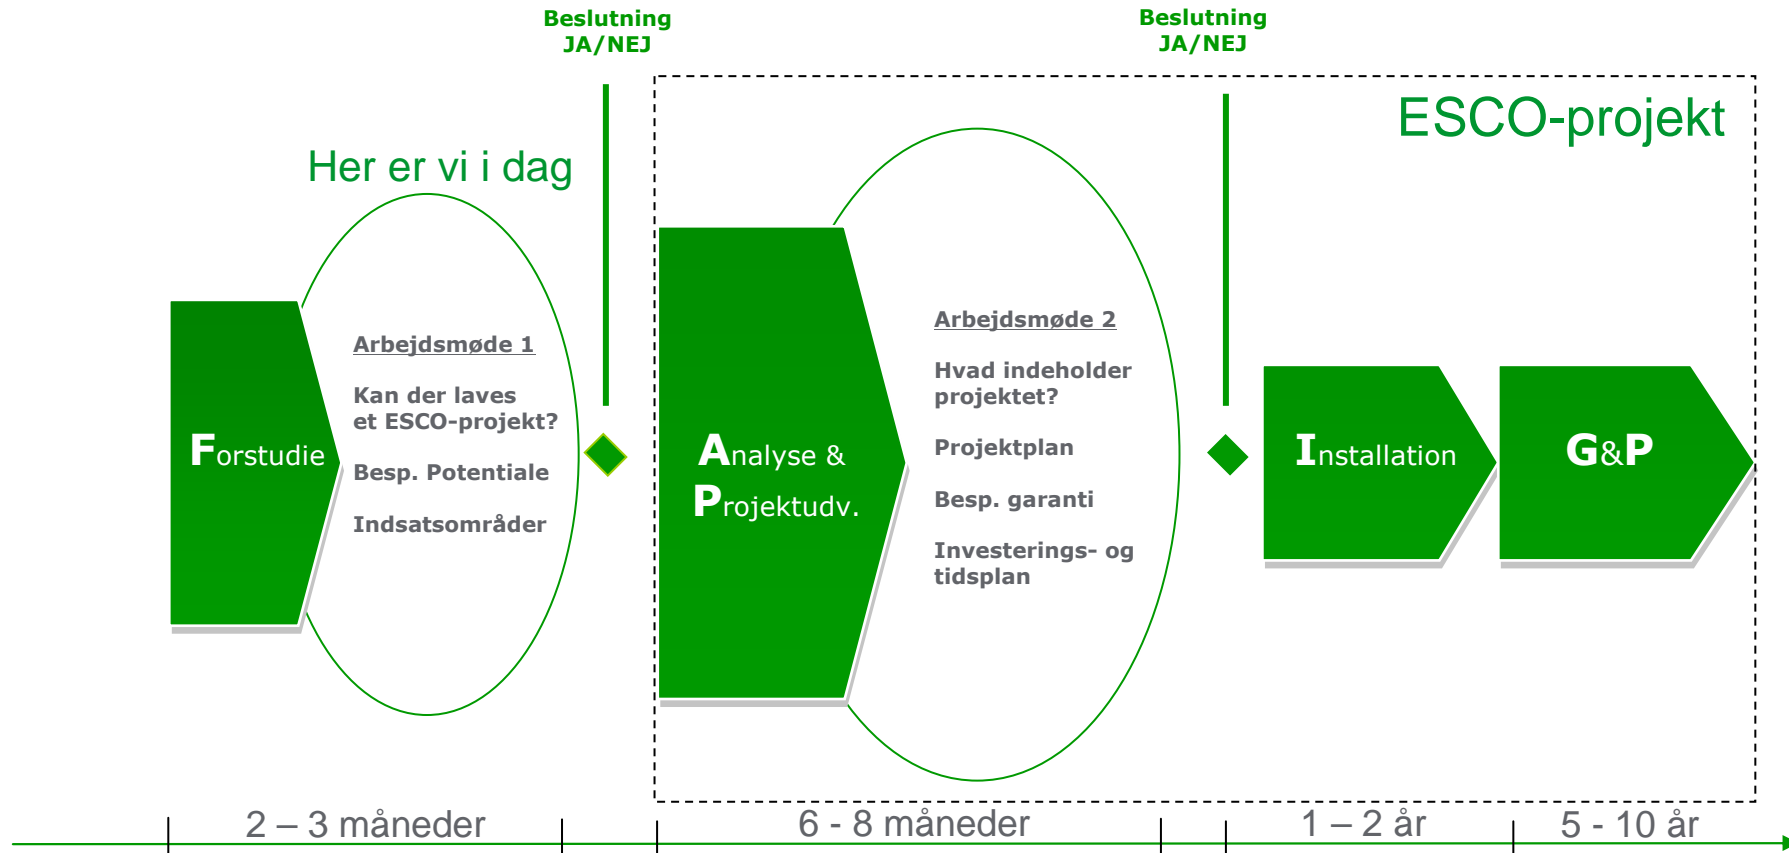 Beslutning
JA/NEJ
Beslutning
JA/NEJ
ESCO-projekt
Her er vi i dag
Forstudie
Arbejdsmøde 1
Kan der laves
et ESCO-projekt?
Besp. Potentiale
Indsatsområder
Analyse &
Projektudv.
Arbejdsmøde 2
Hvad indeholder
projektet?
Projektplan
Besp. garanti
Investerings- og
tidsplan
Installation
G&P
2 – 3 måneder
6 - 8 måneder
1 – 2 år
5 - 10 år